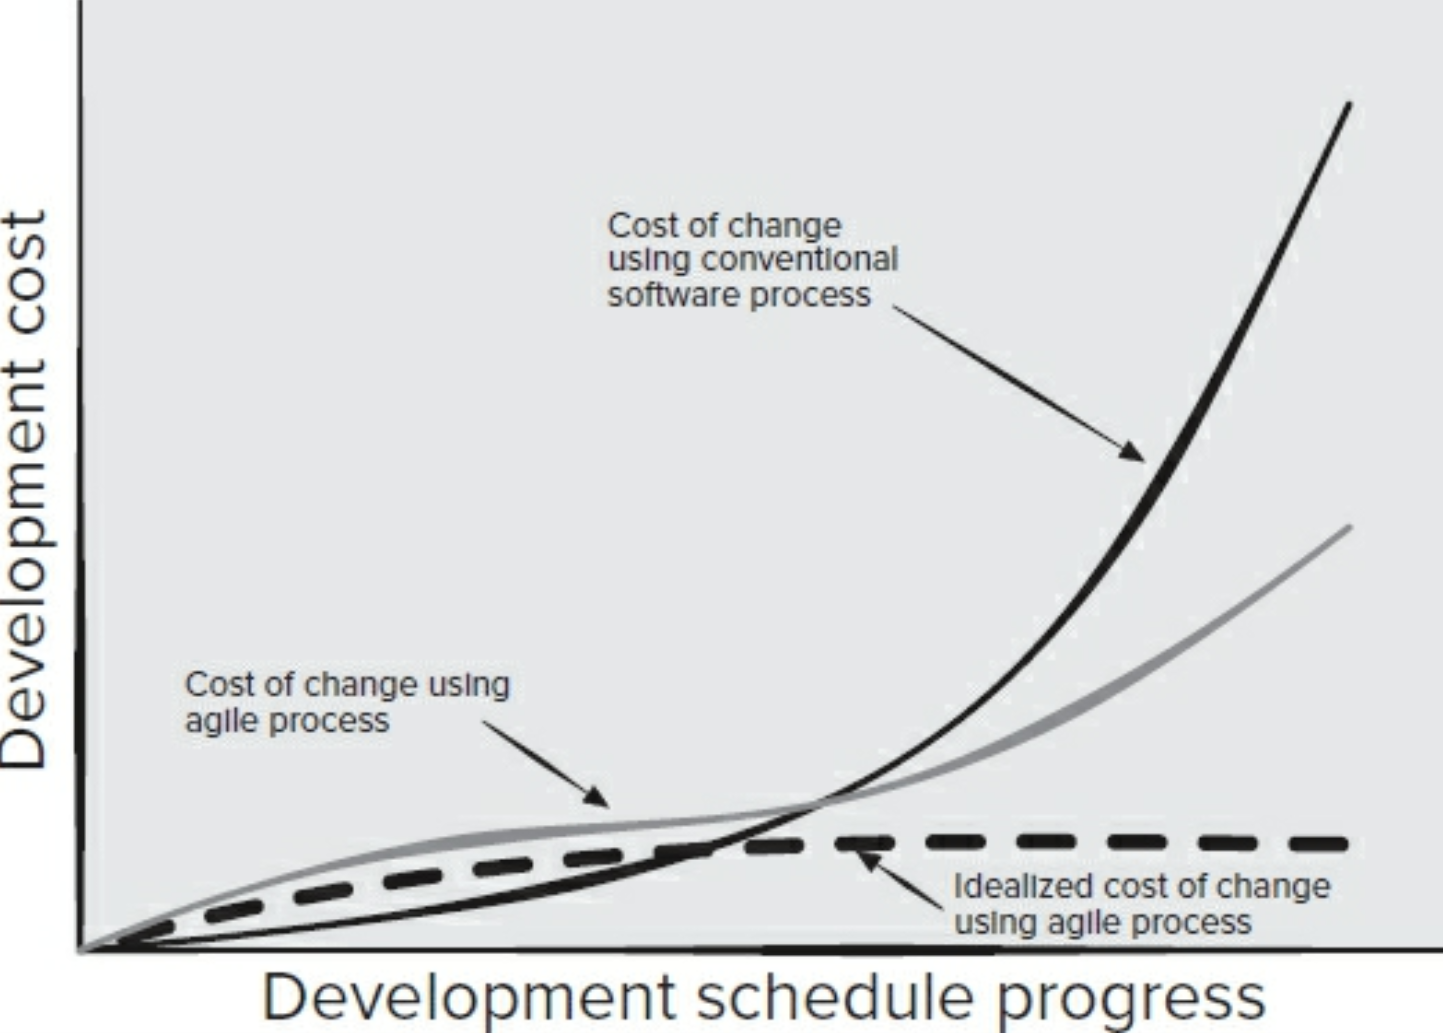 Development cost
Cost of change
using conventional
software process
Cost of change using
agile process
Idealized cost of change
using agile process
Development schedule progress